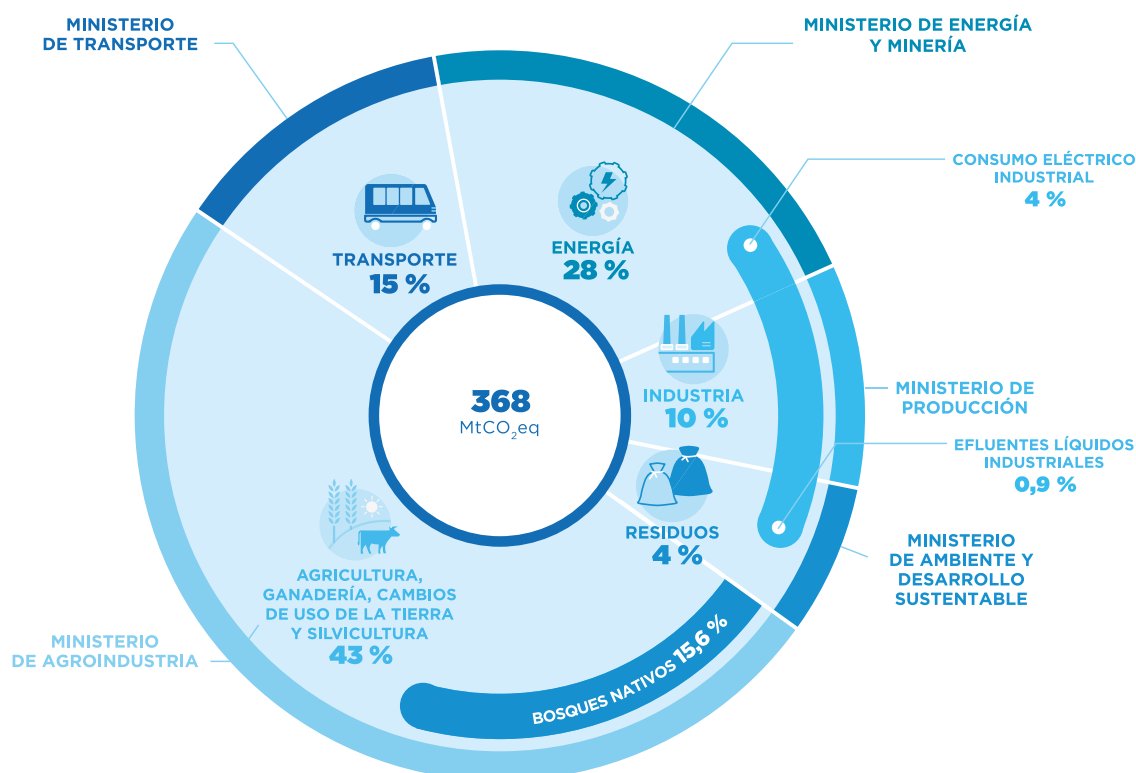 MINISTERIO
DE TRANSPORTE
MINISTERIO DE ENERGÍA
Y MINERÍA
CONSUMO ELÉCTRICO
INDUSTRIAL
4 %
TRANSPORTE
15 %
ENERGÍA
28 %
INDUSTRIA
10 %
368
MtCO₂eq
MINISTERIO DE
PRODUCCIÓN
EFLUENTES LÍQUIDOS
INDUSTRIALES
0,9 %
RESIDUOS
4 %
MINISTERIO
DE AMBIENTE Y
DESARROLLO
SUSTENTABLE
AGRICULTURA,
GANADERÍA, CAMBIOS
DE USO DE LA TIERRA
Y SILVICULTURA
43 %
MINISTERIO
DE AGROINDUSTRIA
BOSQUES NATIVOS 15,6 %